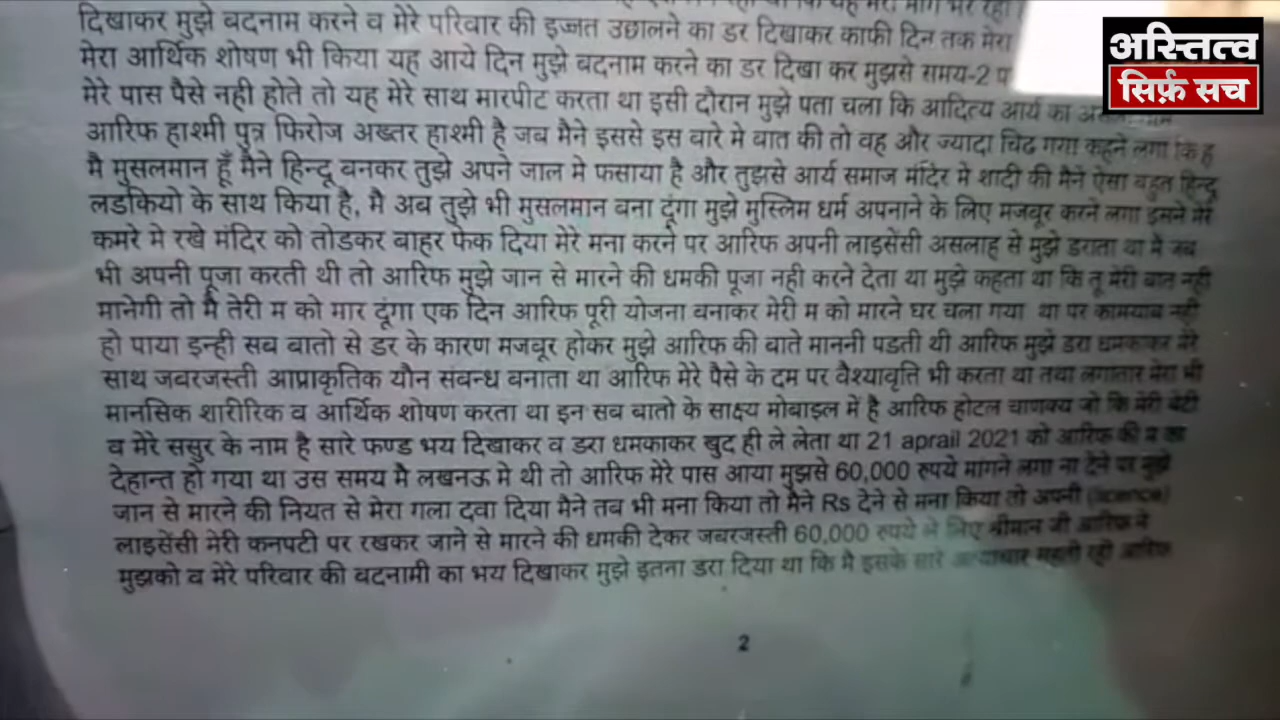 दिखाकर मुझे बदनाम करने व मेरे परिवार की इज्जत उछालने का डर दिखाकर काफी दिन तक मेरा
मेरा आर्थिक शोषण भी किया यह आये दिन मुझे बदनाम करने का डर दिखा कर मुझसे समय-2 प
मेरे पास पैसे नही होते तो यह मेरे साथ मारपीट करता था इसी दौरान मुझे पता चला कि आदित्य आर्य का
आरिफ हाश्मी पुत्र फिरोज अख्तर हाश्मी है जब मैने इससे इस बारे मे बात की तो वह और ज्यादा चिढ गया कहने लगा कि
मै मुसलमान हूँ मैने हिन्दू बनकर तुझे अपने जाल मे फसाया है और तुझसे आर्य समाज मंदिर मे शादी की मैने ऐसा बहुत हिन्दू
लडकियो के साथ किया है, मै अब तुझे भी मुसलमान बना दूंगा मुझे मुस्लिम धर्म अपनाने के लिए मजबूर करने लगा इसने मेरे
कमरे मे रखे मंदिर को तोडकर बाहर फेक दिया मेरे मना करने पर आरिफ अपनी लाइसेंसी असलाह से मुझे डराता था मै जब
भी अपनी पूजा करती थी तो आरिफ मुझे जान से मारने की धमकी पूजा नही करने देता था मुझे कहता था कि तू मेरी बात नही
मानेगी तो मै तेरी म को मार दूंगा एक दिन आरिफ पूरी योजना बनाकर मेरी म को मारने घर चला गया था पर कामयाब नही
हो पाया इन्ही सब बातो से डर के कारण मजबूर होकर मुझे आरिफ की बाते माननी पडती थी आरिफ मुझे डरा धमकाकर मेरे
साथ जबरजस्ती आप्राकृतिक यौन संबन्ध बनाता था आरिफ मेरे पैसे के दम पर वैश्यावृत्ति भी करता था तथा लगातार मेरा भी
मानसिक शारीरिक व आर्थिक शोषण करता था इन सब बातो के साक्ष्य मोबाइल में है आरिफ होटल चाणक्य जो कि मेरी बेटी
व मेरे ससुर के नाम है सारे फण्ड भय दिखाकर व डरा धमकाकर खुद ही ले लेता था 21 aprail 2021 को आरिफ की म का
देहान्त हो गया था उस समय मै लखनऊ मे थी तो आरिफ मेरे पास आया मुझसे 60,000 रुपये मांगने लगा ना देने पर मुझे
जान से मारने की नियत से मेरा गला दवा दिया मैने तब भी मना किया तो मैने Rs देने से मना किया तो अपनी (licence)
लाइसेंसी मेरी कनपटी पर रखकर जाने से मारने की धमकी देकर जबरजस्ती 60,000 रुपये ले लिए श्रीमान जी आरिफ ने
मुझको व मेरे परिवार की बदनामी का भय दिखाकर मुझे इतना डरा दिया था कि मै इसके सारे अत्याचार सहती रही आरिफ
2
अस्तित्व
सिर्फ़ सच